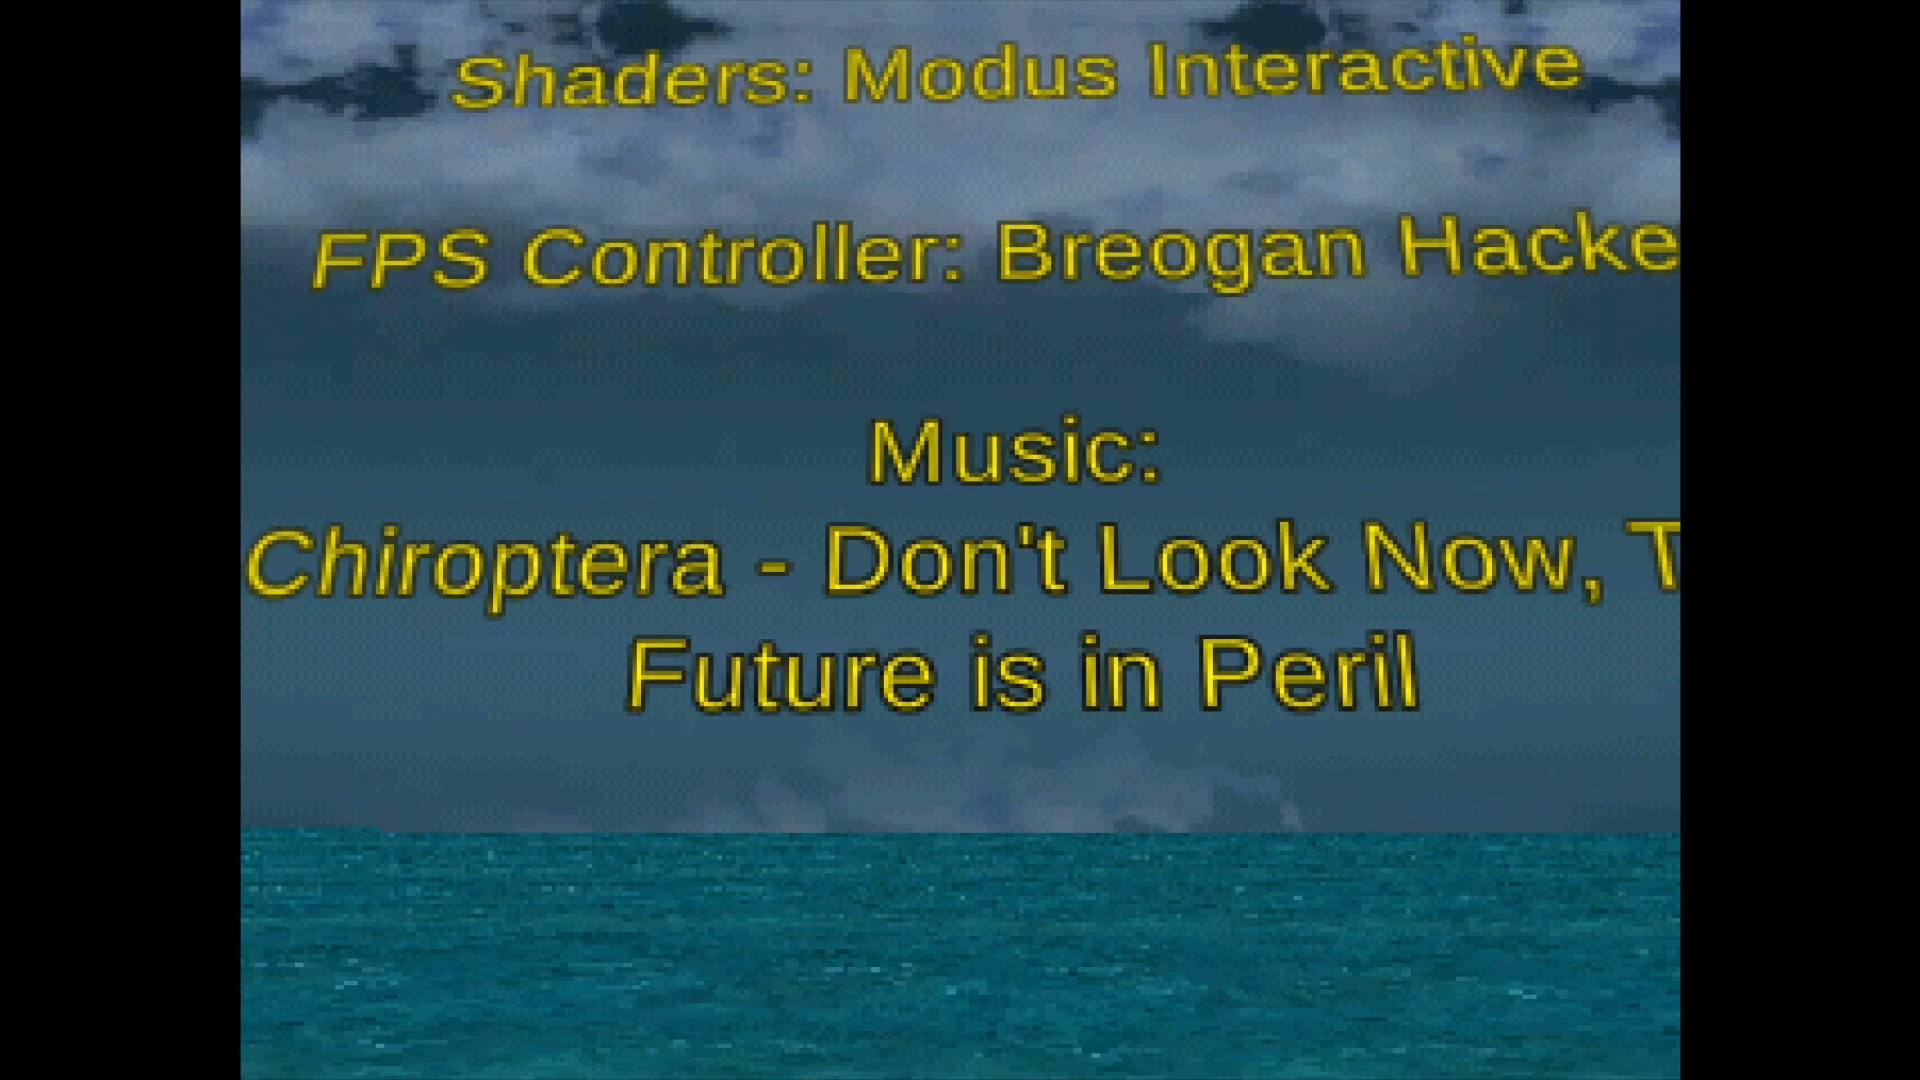 Shaders: Modus Interactive
FPS Controller: Breogan Hacke
Music:
Chiroptera - Don't Look Now, T
Future is in Peril